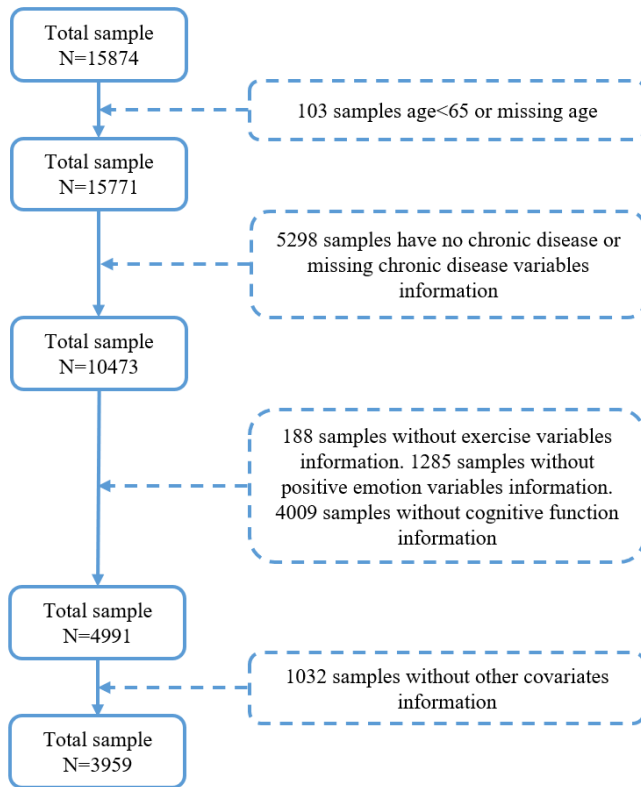 Total sample
N=15874
103 samples age<65 or missing age
Total sample
N=15771
5298 samples have no chronic disease or
missing chronic disease variables
information
Total sample
N=10473
188 samples without exercise variables
information. 1285 samples without
positive emotion variables information.
4009 samples without cognitive function
information
Total sample
N=4991
1032 samples without other covariates
information
Total sample
N=3959